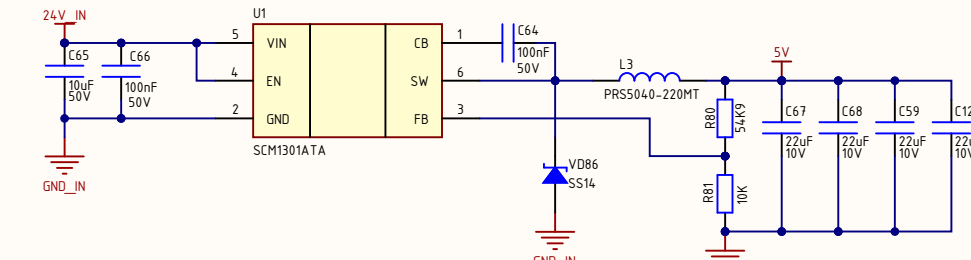 24V_IN
C65
10uF
50V
C66
100nF
50V
GND_IN
U1
5
VIN
4
EN
2
GND
CB
1
SW
6
FB
3
SCM1301ATA
C64
100nF
50V
L3
PRS5040-220MT
VD86
SS14
R80
54K9
R81
10K
5V
C67
22uF
10V
C68
22uF
10V
C59
22uF
10V
22uF
10V